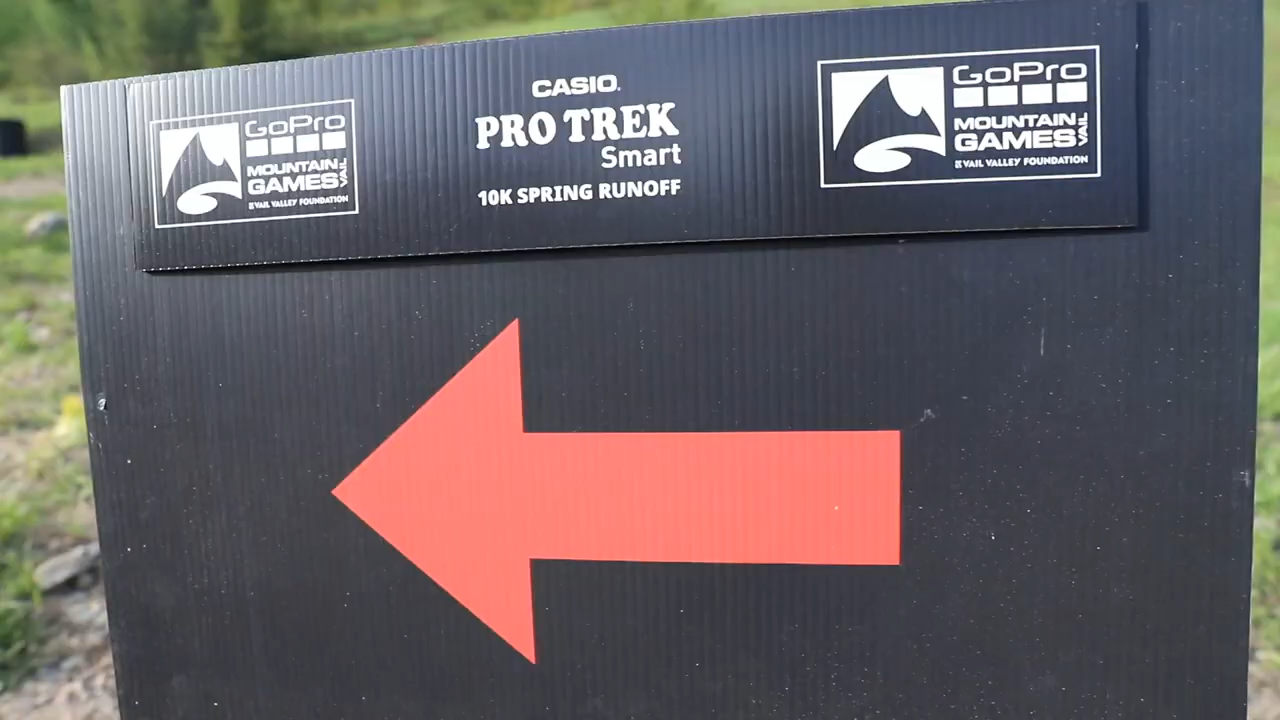 GoPro
MOUNTAIN
GAMES VAIL
VAIL VALLEY FOUNDATION
CASIO.
PRO TREK
Smart
10K SPRING RUNOFF
GoPro
MOUNTAIN
GAMES VAIL
VAIL VALLEY FOUNDATION